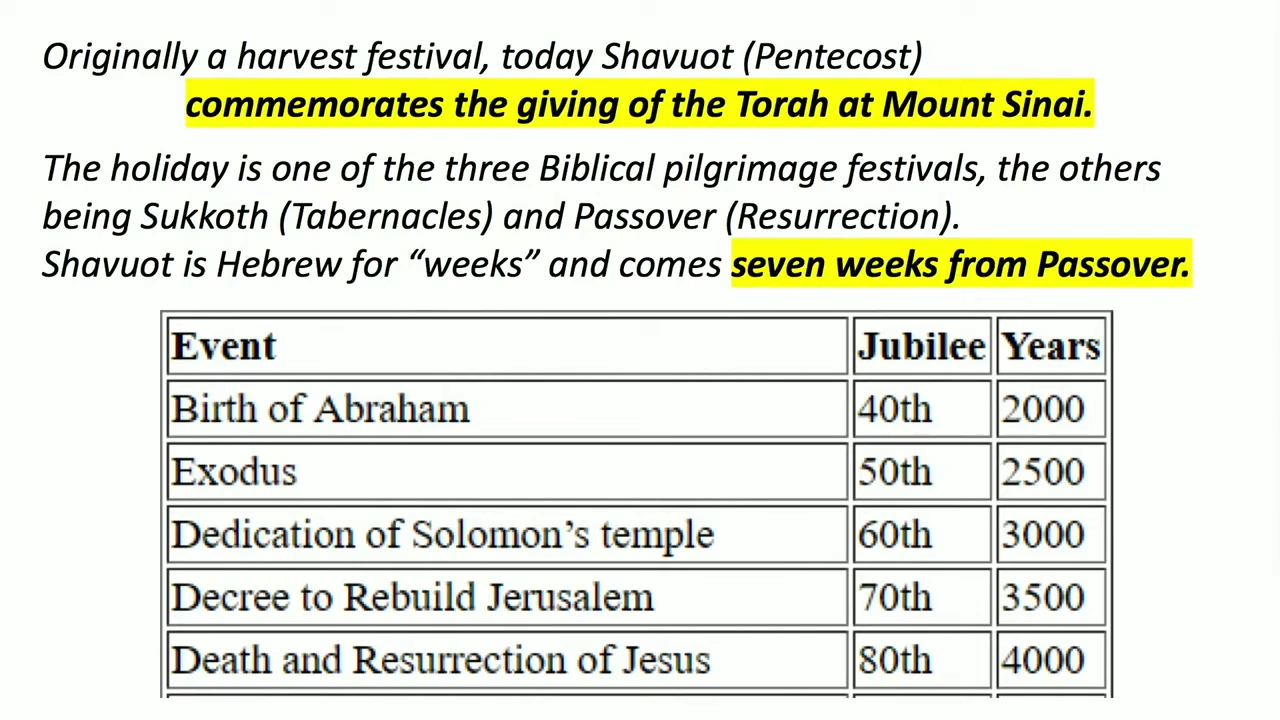 Originally a harvest festival, today Shavuot (Pentecost)
commemorates the giving of the Torah at Mount Sinai.
The holiday is one of the three Biblical pilgrimage festivals, the others
being Sukkoth (Tabernacles) and Passover (Resurrection).
Shavuot is Hebrew for “weeks” and comes seven weeks from Passover.
Event Jubilee Years
Birth of Abraham 40th 2000
Exodus 50th 2500
Dedication of Solomon’s temple 60th 3000
Decree to Rebuild Jerusalem 70th 3500
Death and Resurrection of Jesus 80th 4000